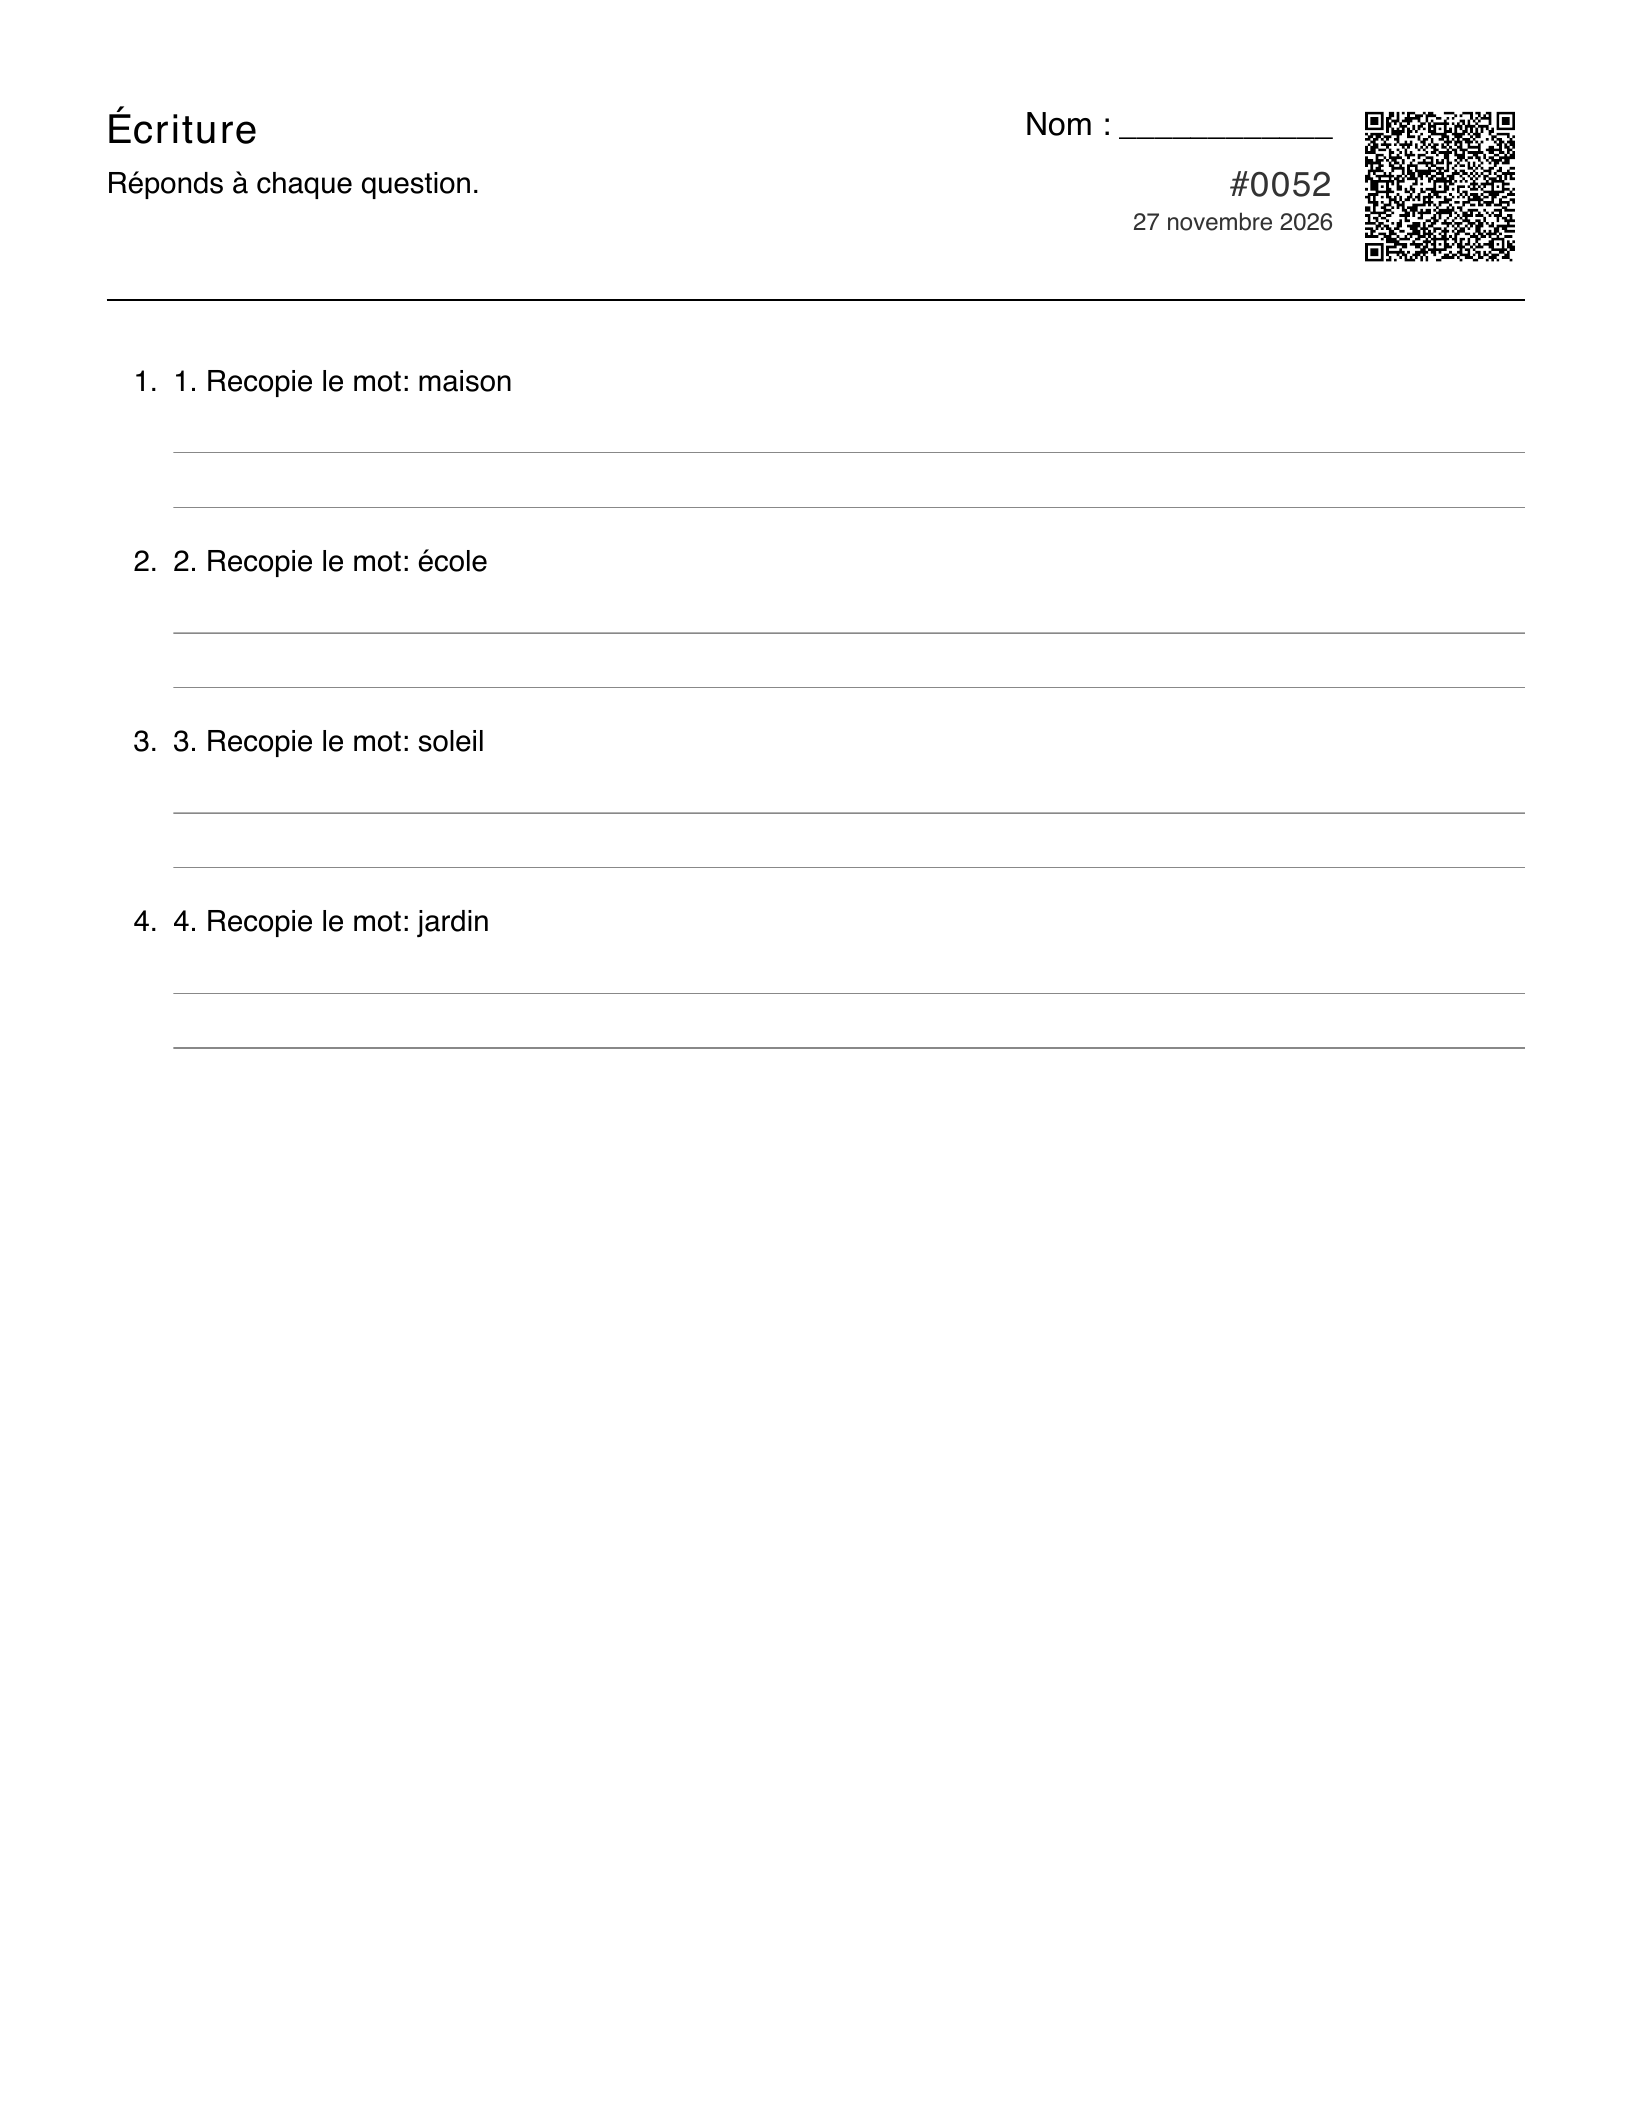 Écriture
Réponds à chaque question.
Nom : ____________
#0052
27 novembre 2026
1. 1. Recopie le mot: maison
2. 2. Recopie le mot: école
3. 3. Recopie le mot: soleil
4. 4. Recopie le mot: jardin